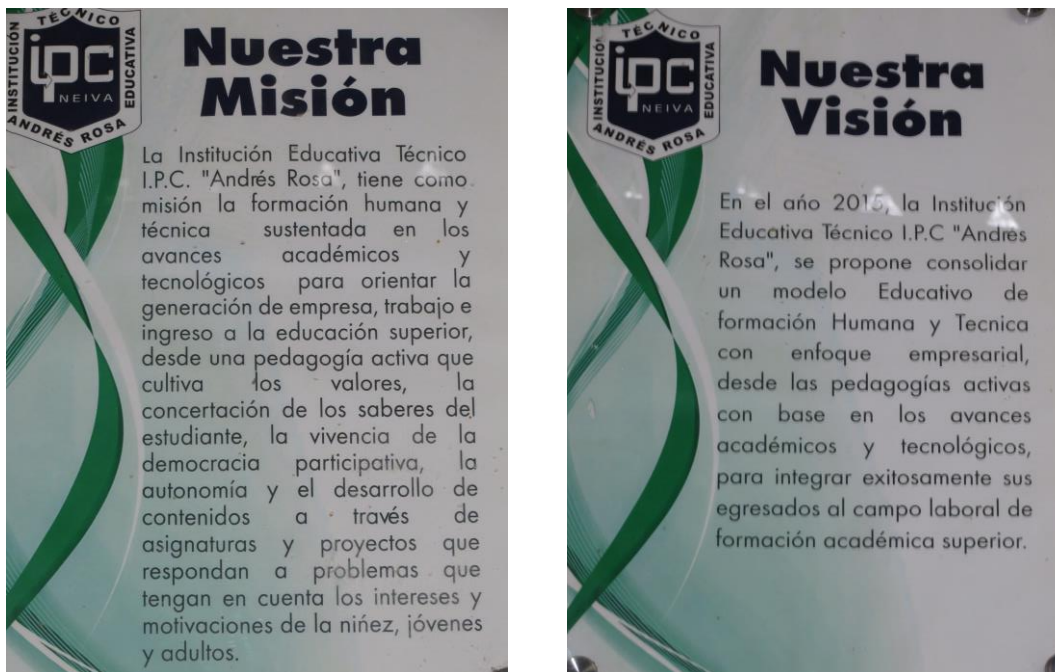 INSTITUCIÓN TÉCNICO EDUCATIVA
ipc
NEIVA
ANDRÉS ROSA
Nuestra
Misión
La Institución Educativa Técnico
I.P.C. "Andrés Rosa", tiene como
misión la formación humana y
técnica sustentada en los
avances académicos y
tecnológicos para orientar la
generación de empresa, trabajo e
ingreso a la educación superior,
desde una pedagogía activa que
cultiva los valores, la
concertación de los saberes del
estudiante, la vivencia de la
democracia participativa, la
autonomía y el desarrollo de
contenidos a través de
asignaturas y proyectos que
respondan a problemas que
tengan en cuenta los intereses y
motivaciones de la niñez, jóvenes
y adultos.
INSTITUCIÓN TÉCNICO EDUCATIVA
ipc
NEIVA
ANDRÉS ROSA
Nuestra
Visión
En el año 2015, la Institución
Educativa Técnico I.P.C "Andrés
Rosa", se propone consolidar
un modelo Educativo de
formación Humana y Tecnica
con enfoque empresarial,
desde las pedagogías activas
con base en los avances
académicos y tecnológicos,
para integrar exitosamente sus
egresados al campo laboral de
formación académica superior.